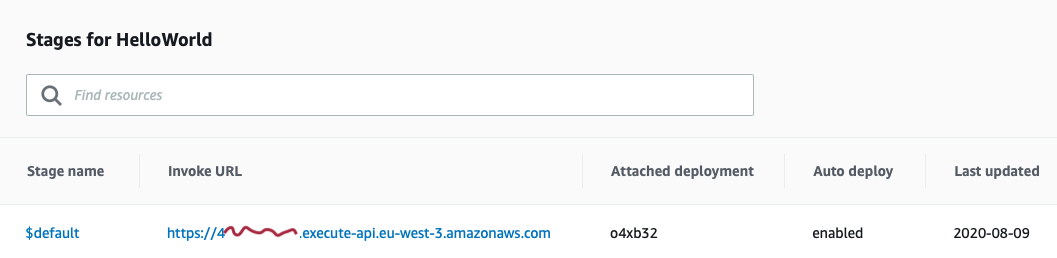 Stages for HelloWorld
Find resources
Stage name Invoke URL Attached deployment Auto deploy Last updated
$default https://4 .execute-api.eu-west-3.amazonaws.com o4xb32 enabled 2020-08-09